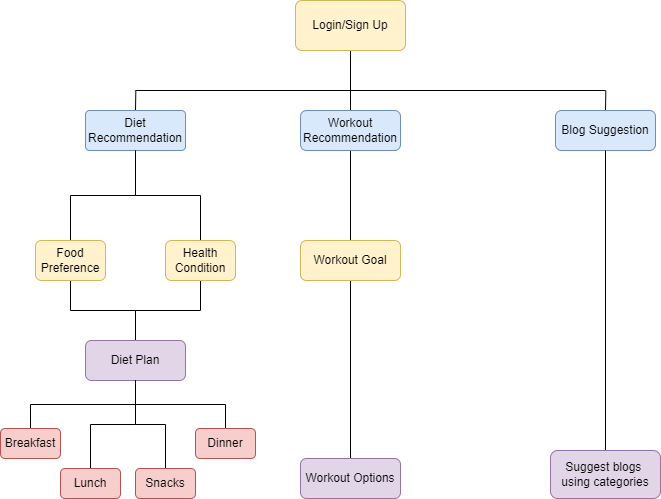 Login/Sign Up
Diet
Recommendation
Workout
Recommendation
Blog Suggestion
Food
Preference
Health
Condition
Workout Goal
Diet Plan
Breakfast
Dinner
Lunch
Snacks
Workout Options
Suggest blogs
using categories